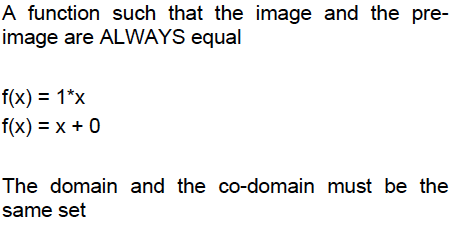 A function such that the image and the pre-
image are ALWAYS equal
f(x) = 1*x
f(x) = x + 0
The domain and the co-domain must be the
same set